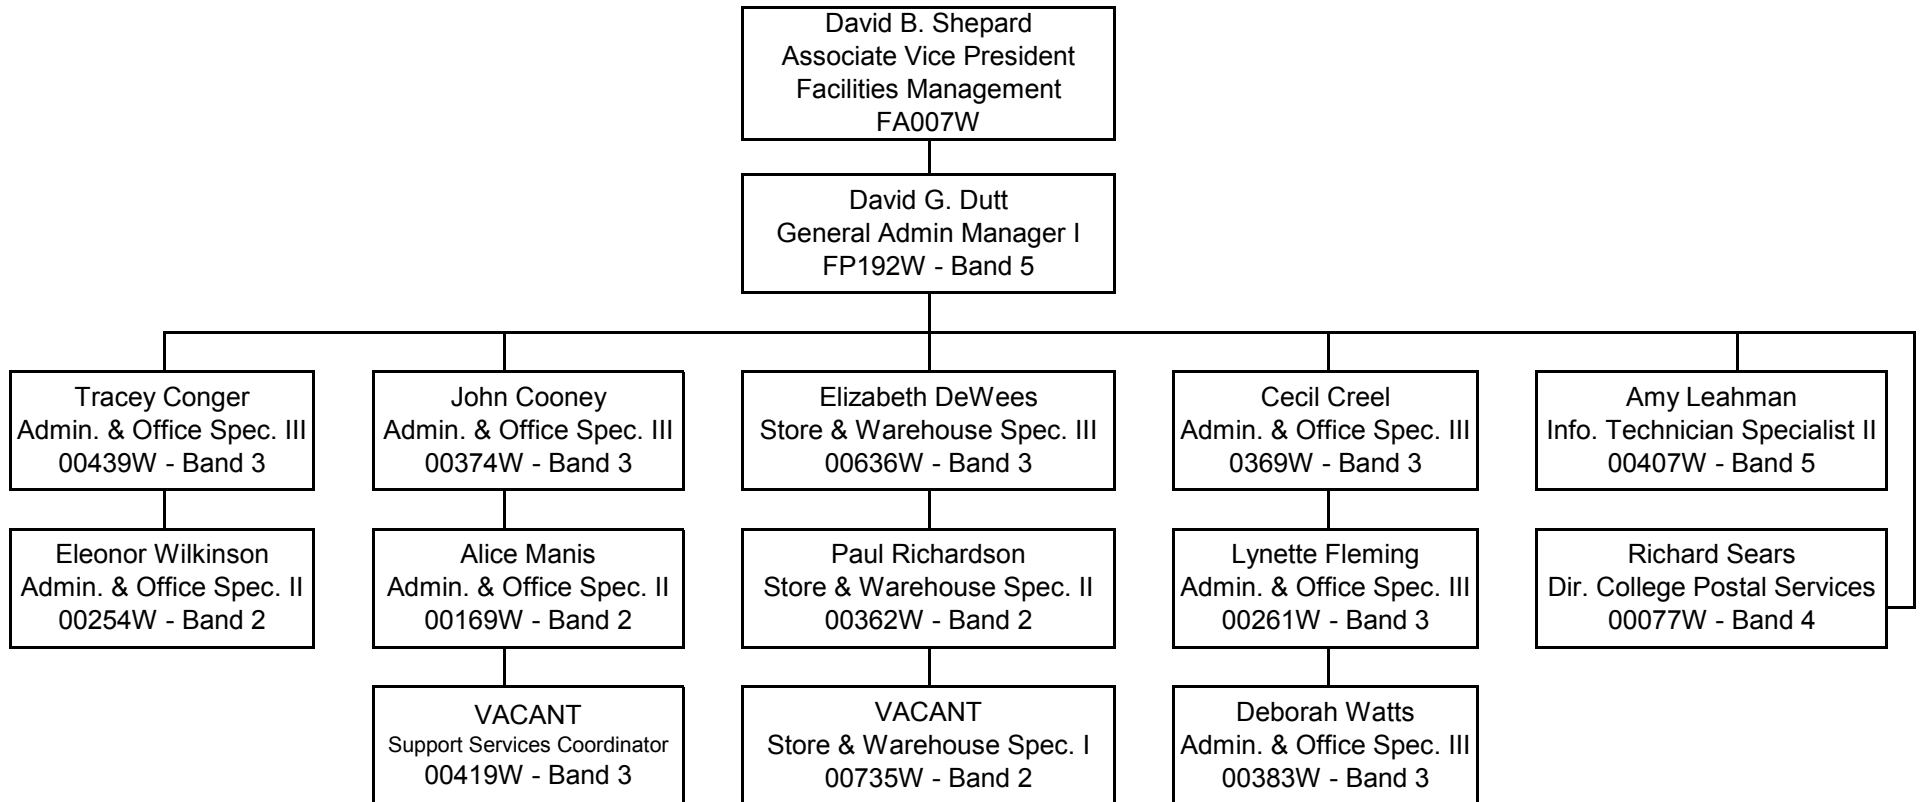 David B. Shepard
Associate Vice President
Facilities Management
FA007W
David G. Dutt
General Admin Manager I
FP192W - Band 5
Tracey Conger
Admin. & Office Spec. III
00439W - Band 3
John Cooney
Admin. & Office Spec. III
00374W - Band 3
Elizabeth DeWees
Store & Warehouse Spec. III
00636W - Band 3
Cecil Creel
Admin. & Office Spec. III
0369W - Band 3
Amy Leahman
Info. Technician Specialist II
00407W - Band 5
Eleonor Wilkinson
Admin. & Office Spec. II
00254W - Band 2
Alice Manis
Admin. & Office Spec. II
00169W - Band 2
Paul Richardson
Store & Warehouse Spec. II
00362W - Band 2
Lynette Fleming
Admin. & Office Spec. III
00261W - Band 3
Richard Sears
Dir. College Postal Services
00077W - Band 4
VACANT
Support Services Coordinator
00419W - Band 3
VACANT
Store & Warehouse Spec. I
00735W - Band 2
Deborah Watts
Admin. & Office Spec. III
00383W - Band 3